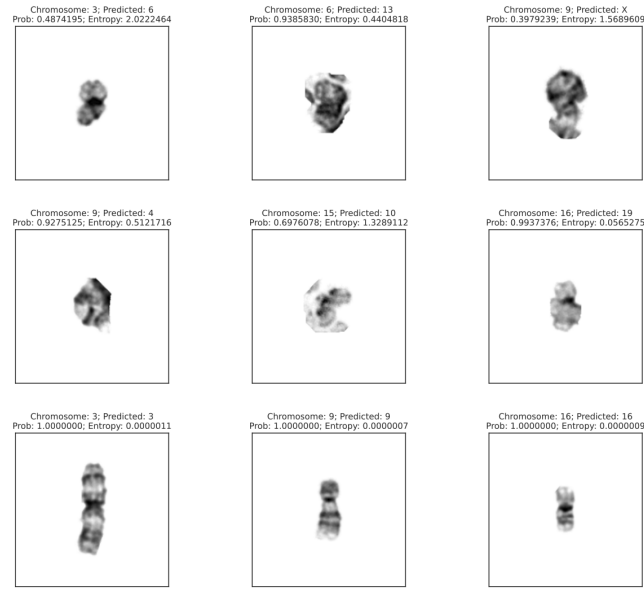 Chromosome: 3; Predicted: 6
Prob: 0.4874195; Entropy: 2.0222464
Chromosome: 6; Predicted: 13
Prob: 0.9385830; Entropy: 0.4404818
Chromosome: 9; Predicted: X
Prob: 0.3979239; Entropy: 1.5689609
Chromosome: 9; Predicted: 4
Prob: 0.9275125; Entropy: 0.5121716
Chromosome: 15; Predicted: 10
Prob: 0.6976078; Entropy: 1.3289112
Chromosome: 16; Predicted: 19
Prob: 0.9937376; Entropy: 0.0565275
Chromosome: 3; Predicted: 3
Prob: 1.0000000; Entropy: 0.0000011
Chromosome: 9; Predicted: 9
Prob: 1.0000000; Entropy: 0.0000007
Chromosome: 16; Predicted: 16
Prob: 1.0000000; Entropy: 0.0000009